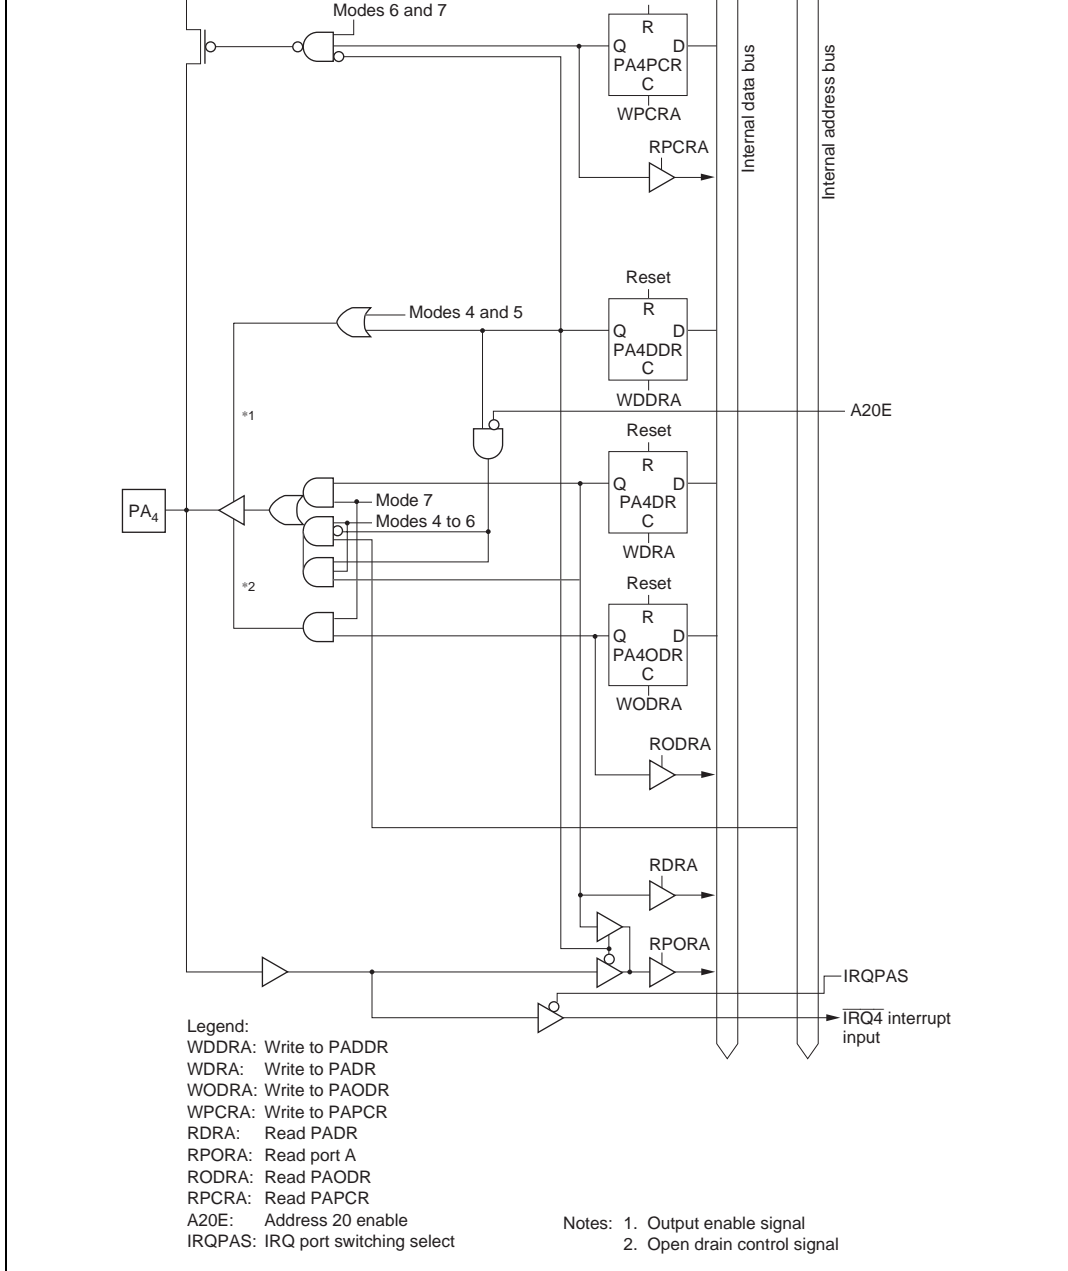 Modes 6 and 7
R
Q D
PA4PCR
C
WPCRA
Internal data bus
Internal address bus
RPCRA
Reset
R
Modes 4 and 5
Q D
PA4DDR
C
WDDRA
A20E
*1
Reset
R
Q D
Mode 7
PA4DR
PA4
C
Modes 4 to 6
WDRA
*2
Reset
R
Q D
PA4ODR
C
WODRA
RODRA
RDRA
RPORA
IRQPAS
IRQ4 interrupt
input
Legend:
WDDRA: Write to PADDR
WDRA: Write to PADR
WODRA: Write to PAODR
WPCRA: Write to PAPCR
RDRA: Read PADR
RPORA: Read port A
RODRA: Read PAODR
RPCRA: Read PAPCR
A20E: Address 20 enable
IRQPAS: IRQ port switching select
Notes: 1. Output enable signal
2. Open drain control signal